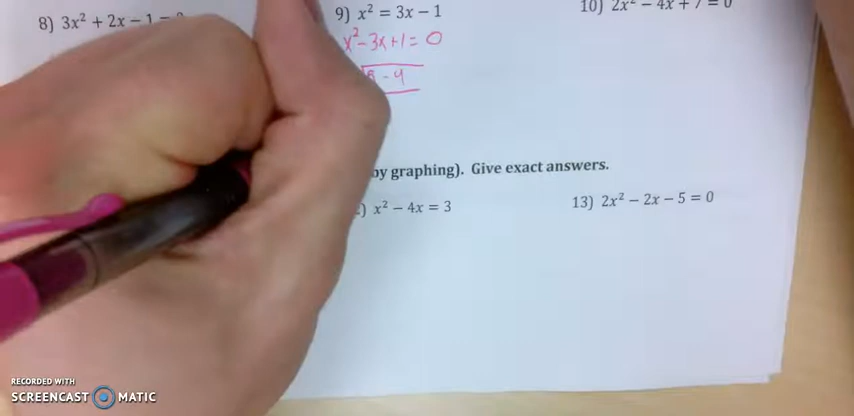 8) 3x² + 2x − 1 =
9) x² = 3x − 1
10) 2x² − 4x + 7 = 0
x² − 3x + 1 = 0
− 4
by graphing). Give exact answers.
) x² − 4x = 3
13) 2x² − 2x − 5 = 0
RECORDED WITH
SCREENCAST MATIC